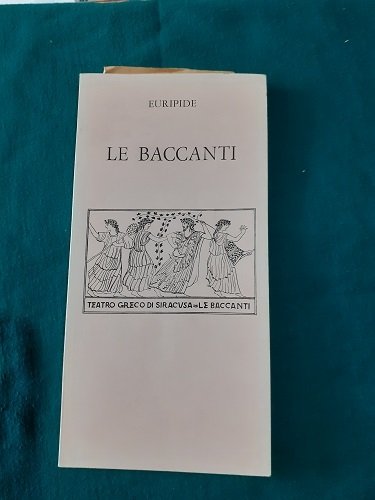 EURIPIDE
LE BACCANTI
TEATRO GRECO DI SIRACUSA=LE BACCANTI